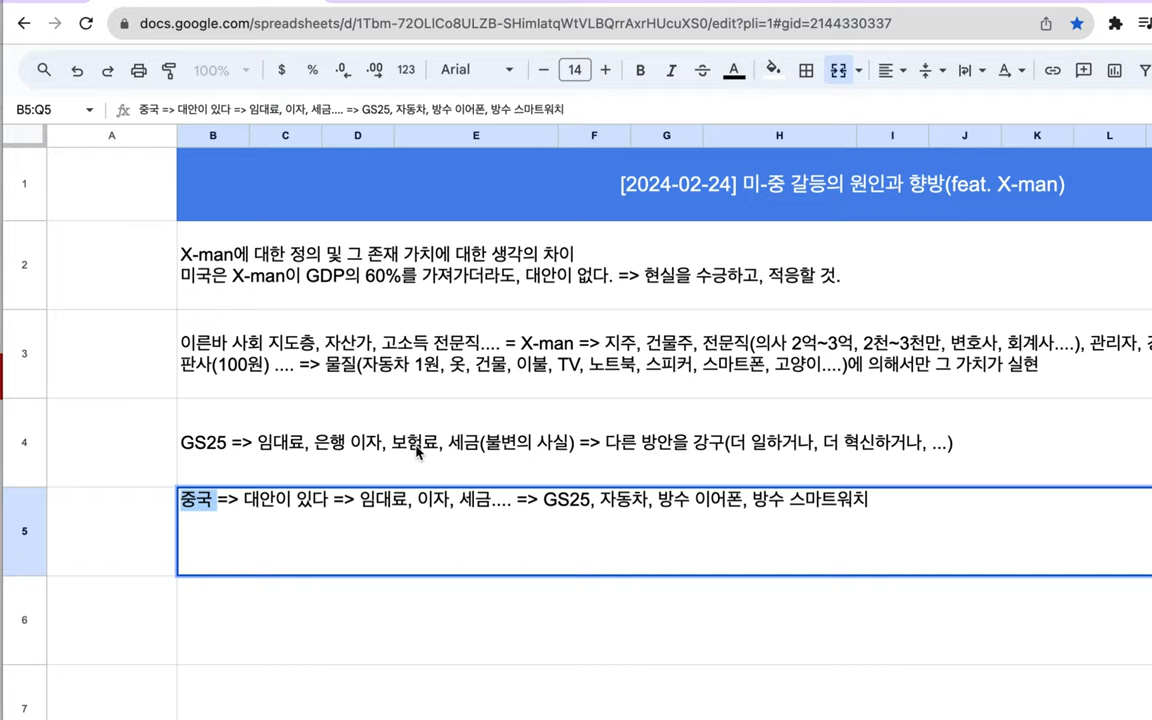 docs.google.com/spreadsheets/d/1Tbm-72OLlCo8ULZB-SHimlatqWtVLBQrrAxrHUcuXS0/edit?pli=1#gid=2144330337
100% $ % .0 .00 123 Arial 14 B I S A
B5:Q5 fx 중국 => 대안이 있다 => 임대료, 이자, 세금.... => GS25, 자동차, 방수 이어폰, 방수 스마트워치
A B C D E F G H I J K L
1 [2024-02-24] 미-중 갈등의 원인과 향방(feat. X-man)
2
X-man에 대한 정의 및 그 존재 가치에 대한 생각의 차이
미국은 X-man이 GDP의 60%를 가져가더라도, 대안이 없다. => 현실을 수긍하고, 적응할 것.
3
이른바 사회 지도층, 자산가, 고소득 전문직.... = X-man => 지주, 건물주, 전문직(의사 2억~3억, 2천~3천만, 변호사, 회계사....), 관리자,
판사(100원) .... => 물질(자동차 1원, 옷, 건물, 이불, TV, 노트북, 스피커, 스마트폰, 고양이....)에 의해서만 그 가치가 실현
4 GS25 => 임대료, 은행 이자, 보험료, 세금(불변의 사실) => 다른 방안을 강구(더 일하거나, 더 혁신하거나, ...)
중국 => 대안이 있다 => 임대료, 이자, 세금.... => GS25, 자동차, 방수 이어폰, 방수 스마트워치
5
6
7